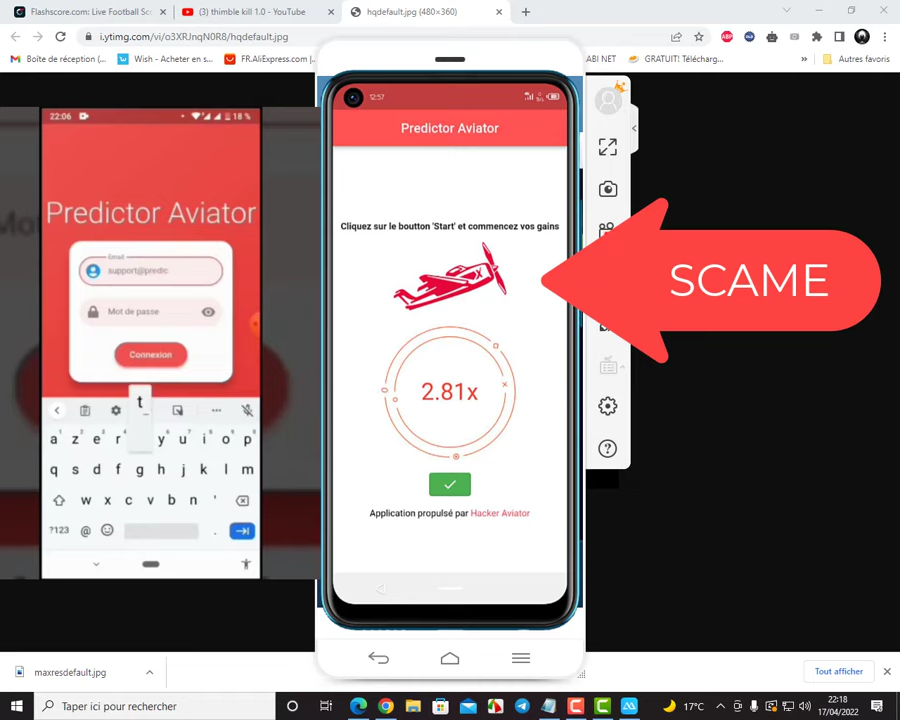 Flashscore.com: Live Football Sc
(3) thimble kill 1.0 - YouTube
hqdefault.jpg (480×360)
i.ytimg.com/vi/o3XRJnqN0R8/hqdefault.jpg
ABP
Boîte de réception (...
Wish - Acheter en s...
FR.AliExpress.com |...
ABI NET
GRATUIT! Télécharg...
»
Autres favoris
22:06
18 %
Predictor Aviator
Email
support@predic
Mot de passe
Connexion
t
a z e r y u i o p
q s d f g h j k l m
w x c v b n '
?123 @ .
12:57
Predictor Aviator
Cliquez sur le boutton 'Start' et commencez vos gains
X
2.81x
Application propulsé par Hacker Aviator
SCAME
maxresdefault.jpg
Tout afficher
Taper ici pour rechercher
17°C
22:18
17/04/2022